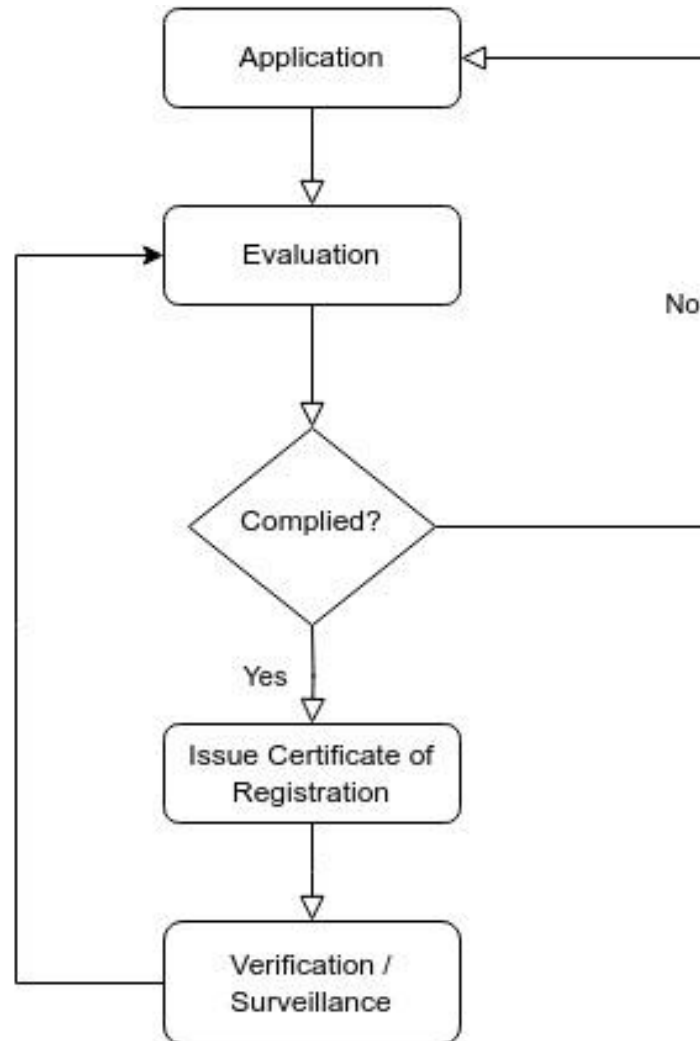 Application
Evaluation
No
Complied?
Yes
Issue Certificate of
Registration
Verification /
Surveillance